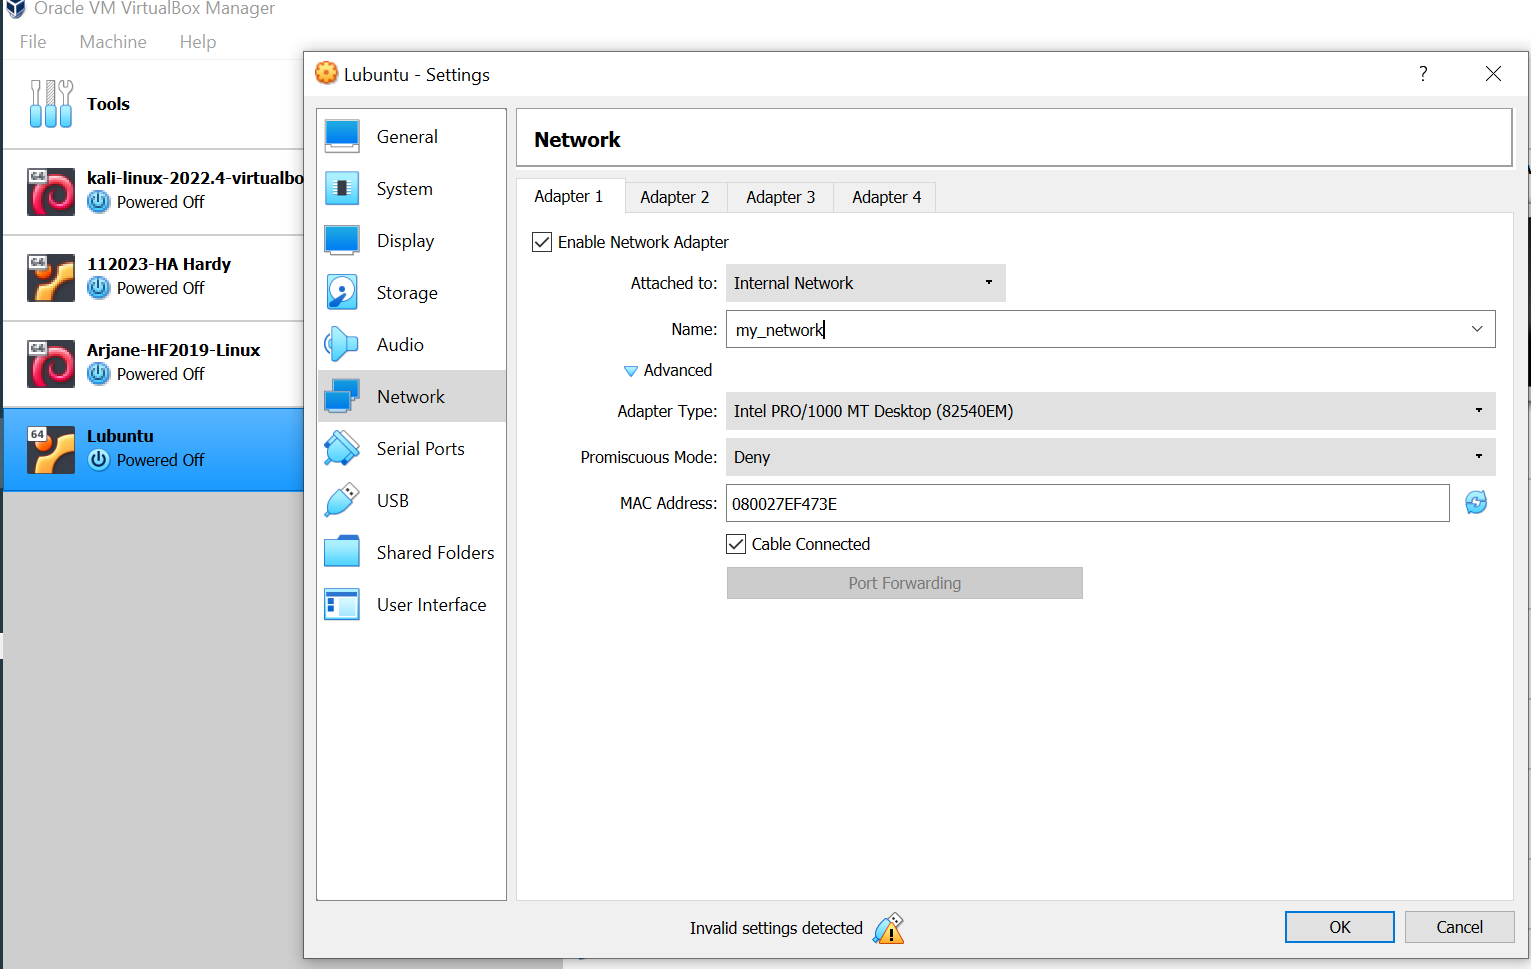 Oracle VM VirtualBox Manager
File Machine Help
Tools
kali-linux-2022.4-virtualbo
Powered Off
112023-HA Hardy
Powered Off
Arjane-HF2019-Linux
Powered Off
64
Lubuntu
Powered Off
Lubuntu - Settings
?
General
System
Display
Storage
Audio
Network
Serial Ports
USB
Shared Folders
User Interface
Network
Adapter 1 Adapter 2 Adapter 3 Adapter 4
Enable Network Adapter
Attached to: Internal Network
Name: my_network
Advanced
Adapter Type: Intel PRO/1000 MT Desktop (82540EM)
Promiscuous Mode: Deny
MAC Address: 080027EF473E
Cable Connected
Port Forwarding
Invalid settings detected
OK Cancel